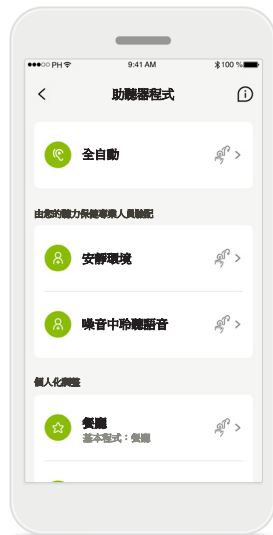 PH 9:41 AM 100 %
助聽器程式
全自動
由您的聽力保健專業人員驗配
安靜環境
噪音中聆聽語音
個人化調整
餐廳
基本程式：餐廳